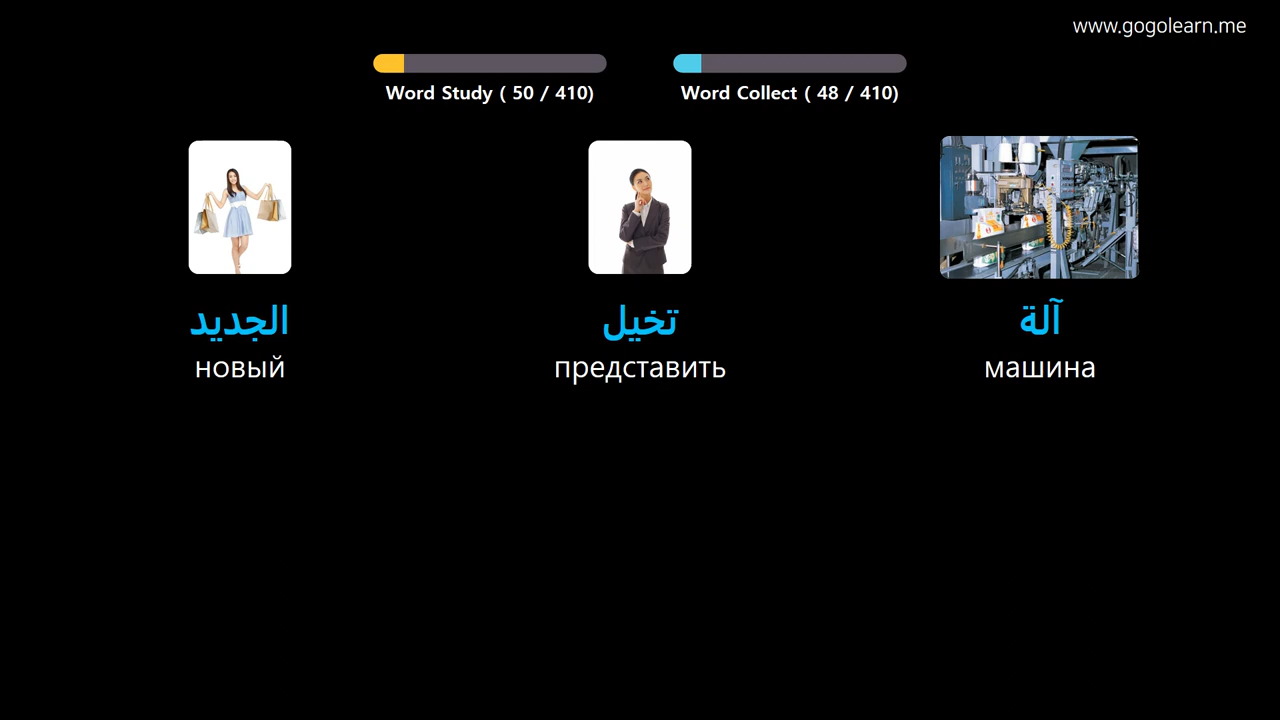 www.gogolearn.me
Word Study ( 50 / 410)
Word Collect ( 48 / 410)
الجديد
новый
تخيل
представить
آلة
машина